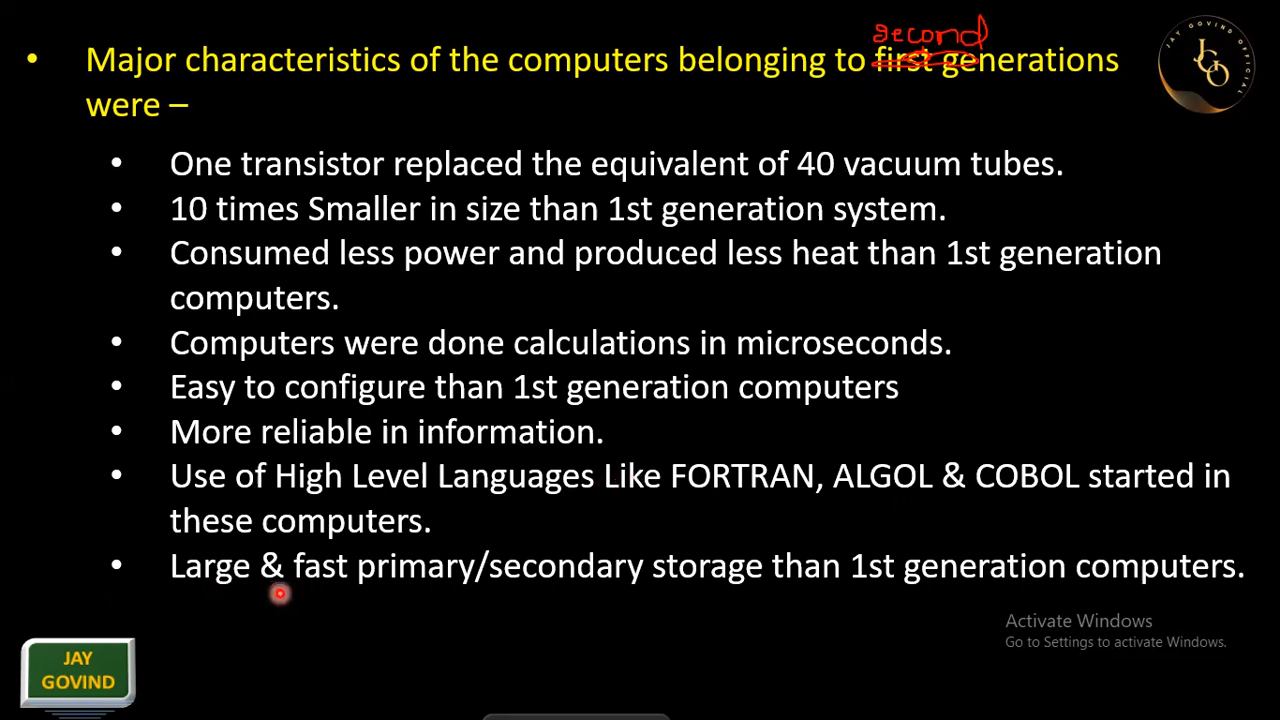 second
• Major characteristics of the computers belonging to first generations
were –
• One transistor replaced the equivalent of 40 vacuum tubes.
• 10 times Smaller in size than 1st generation system.
• Consumed less power and produced less heat than 1st generation
computers.
• Computers were done calculations in microseconds.
• Easy to configure than 1st generation computers
• More reliable in information.
• Use of High Level Languages Like FORTRAN, ALGOL & COBOL started in
these computers.
• Large & fast primary/secondary storage than 1st generation computers.
JAY GOVIND OFFICIAL
JGO
Activate Windows
Go to Settings to activate Windows.
JAY
GOVIND